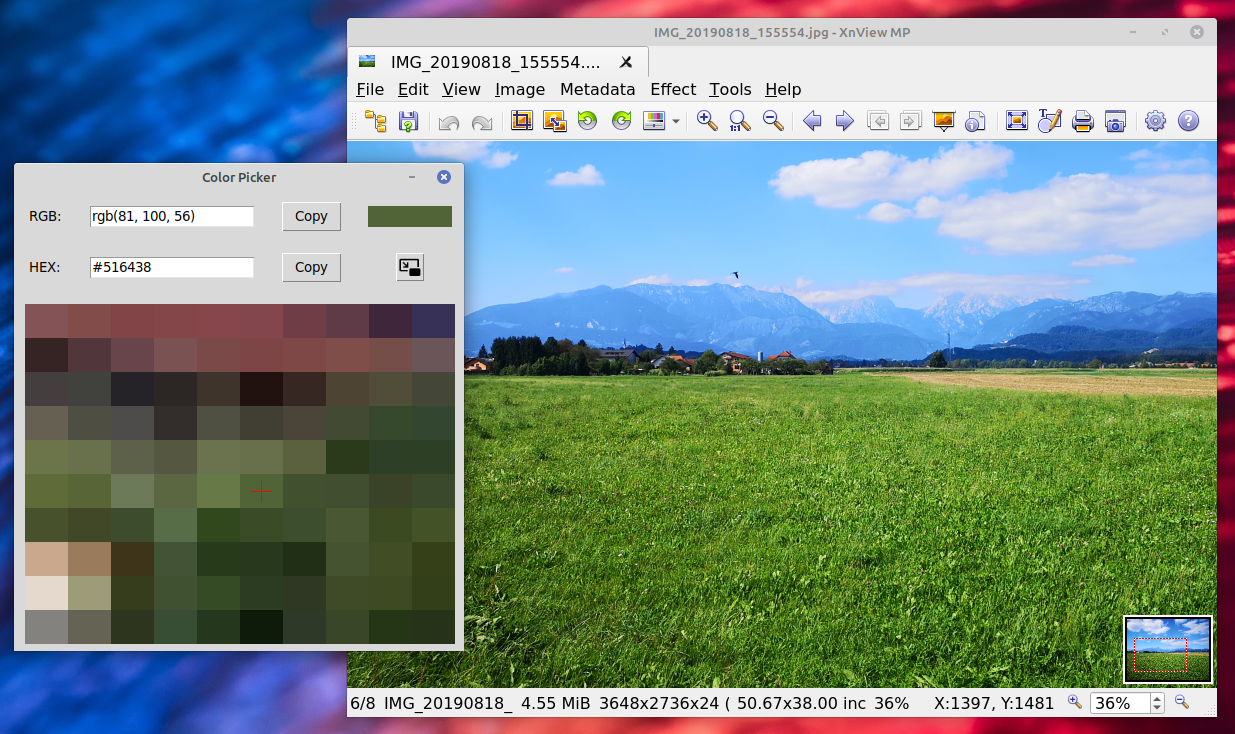 IMG_20190818_155554.jpg - XnView MP
IMG_20190818_155554....
File Edit View Image Metadata Effect Tools Help
1:1
Color Picker
RGB: rgb(81, 100, 56) Copy
HEX: #516438 Copy
6/8 IMG_20190818_ 4.55 MiB 3648x2736x24 ( 50.67x38.00 inc 36% X:1397, Y:1481 36%